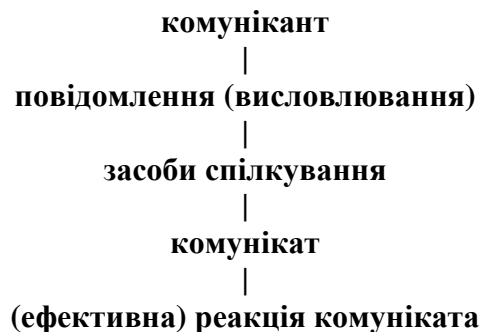 комунікант
|
повідомлення (висловлювання)
|
засоби спілкування
|
комунікат
|
(ефективна) реакція комуніката